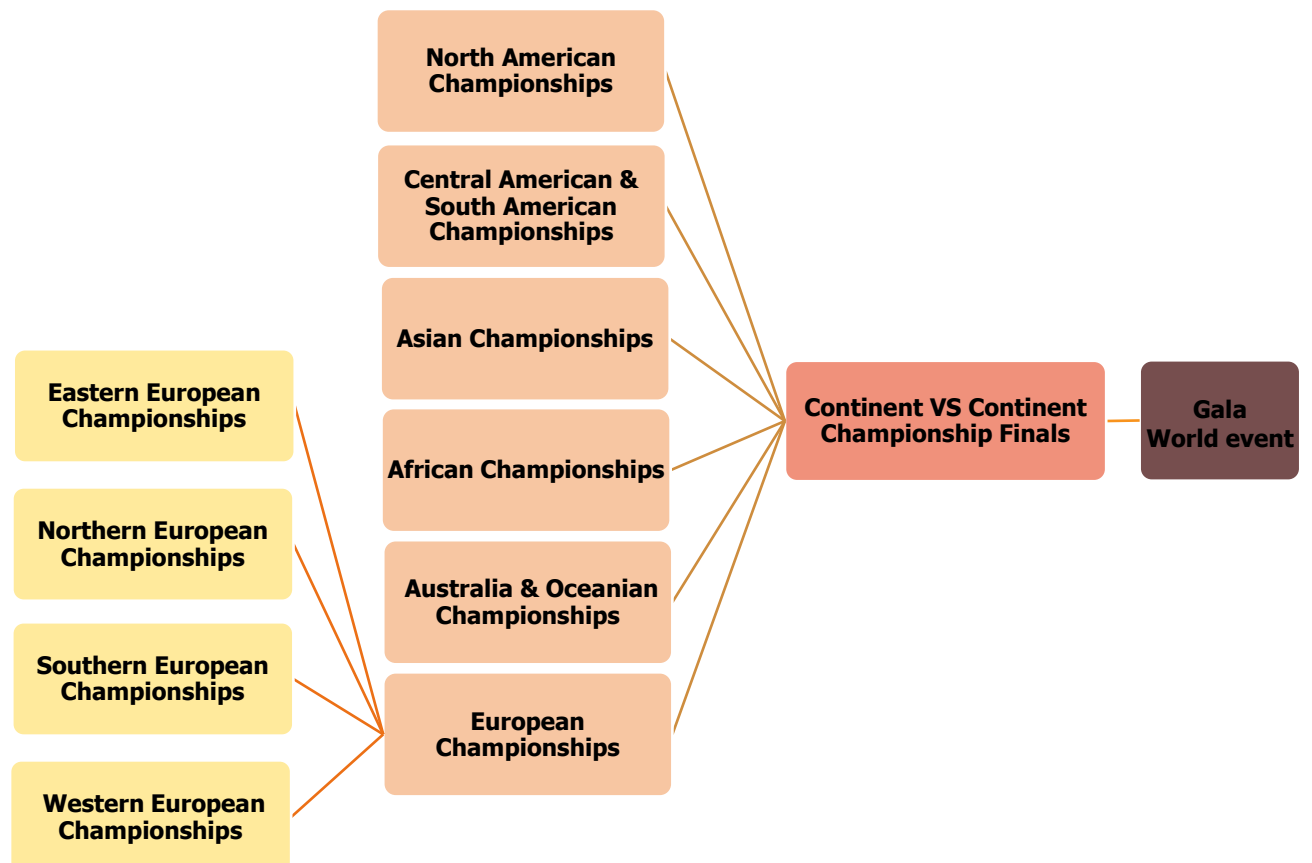 North American
Championships
Central American &
South American
Championships
Asian Championships
African Championships
Australia & Oceanian
Championships
European
Championships
Eastern European
Championships
Northern European
Championships
Southern European
Championships
Western European
Championships
Continent VS Continent
Championship Finals
Gala
World event